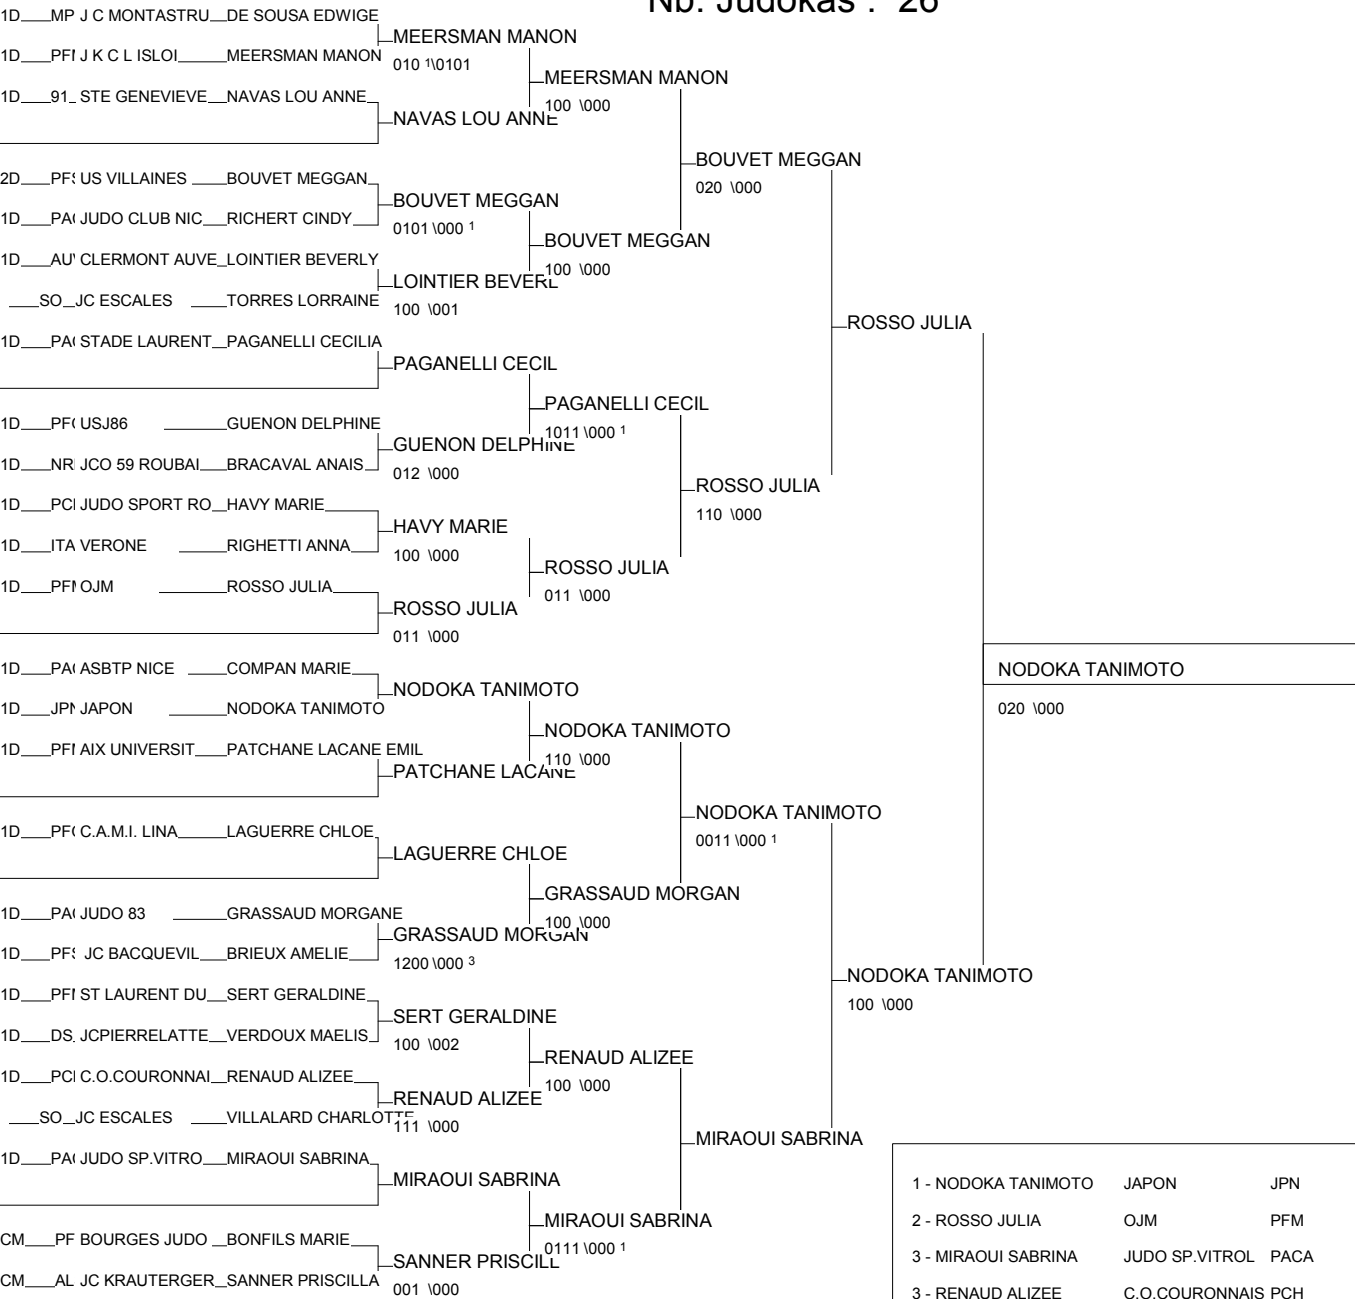 Nb. Judokas : 26
1D MP J C MONTASTRU DE SOUSA EDWIGE
MEERSMAN MANON
1D J K C L ISLOI MEERSMAN MANON
010 1\0101
MEERSMAN MANON
1D 91 STE GENEVIEVE NAVAS LOU ANNE
100 \000
NAVAS LOU ANNE
BOUVET MEGGAN
020 \000
2D US VILLAINES BOUVET MEGGAN
BOUVET MEGGAN
1D JUDO CLUB NIC RICHERT CINDY
0101 \000 1
BOUVET MEGGAN
1D CLERMONT AUVE LOINTIER BEVERLY
100 \000
LOINTIER BEVERL
SO JC ESCALES TORRES LORRAINE
100 \001
ROSSO JULIA
1D STADE LAURENT PAGANELLI CECILIA
PAGANELLI CECIL
PAGANELLI CECIL
1D USJ86 GUENON DELPHINE
1011 \000 1
GUENON DELPHINE
1D JCO 59 ROUBAI BRACAVAL ANAIS
012 \000
ROSSO JULIA
1D JUDO SPORT RO HAVY MARIE
110 \000
HAVY MARIE
1D ITA VERONE RIGHETTI ANNA
100 \000
ROSSO JULIA
1D OJM ROSSO JULIA
011 \000
ROSSO JULIA
011 \000
1D ASBTP NICE COMPAN MARIE
NODOKA TANIMOTO
NODOKA TANIMOTO
1D JAPON NODOKA TANIMOTO
020 \000
NODOKA TANIMOTO
1D AIX UNIVERSIT PATCHANE LACANE EMIL
110 \000
PATCHANE LACANE
NODOKA TANIMOTO
1D C.A.M.I. LINA LAGUERRE CHLOE
0011 \000 1
LAGUERRE CHLOE
GRASSAUD MORGAN
1D JUDO 83 GRASSAUD MORGANE
100 \000
GRASSAUD MORGAN
1D JC BACQUEVIL BRIEUX AMELIE
1200 \000 3
NODOKA TANIMOTO
1D ST LAURENT DU SERT GERALDINE
100 \000
SERT GERALDINE
1D DS JCPIERRELATTE VERDOUX MAELIS
100 \002
RENAUD ALIZEE
1D C.O.COURONNAI RENAUD ALIZEE
100 \000
RENAUD ALIZEE
SO JC ESCALES VILLALARD CHARLOTTE
111 \000
MIRAOUI SABRINA
1D JUDO SP.VITRO MIRAOUI SABRINA
MIRAOUI SABRINA
1 - NODOKA TANIMOTO JAPON JPN
MIRAOUI SABRINA
2 - ROSSO JULIA OJM PFM
CM PF BOURGES JUDO BONFILS MARIE
0111 \000 1
SANNER PRISCILL
3 - MIRAOUI SABRINA JUDO SP.VITROL PACA
CM AL JC KRAUTERGER SANNER PRISCILLA
001 \000
3 - RENAUD ALIZEE C.O.COURONNAIS PCH